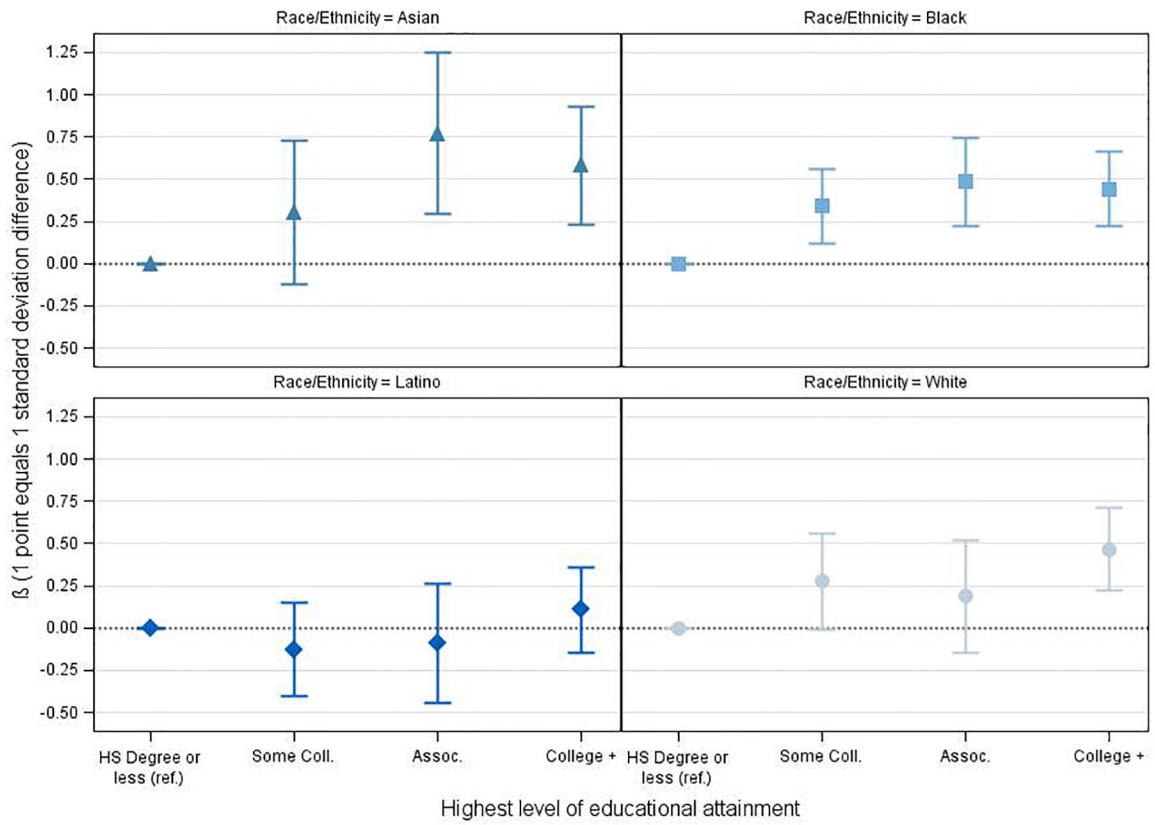 Race/Ethnicity = Asian
Race/Ethnicity = Black
1.25
1.00
0.75
0.50
0.25
0.00
-0.25
-0.50
Race/Ethnicity = Latino
Race/Ethnicity = White
1.25
1.00
0.75
0.50
0.25
0.00
-0.25
-0.50
ß (1 point equals 1 standard deviation difference)
HS Degree or
less (ref.)
Some Coll.
Assoc.
College +
HS Degree or
less (ref.)
Some Coll.
Assoc.
College +
Highest level of educational attainment